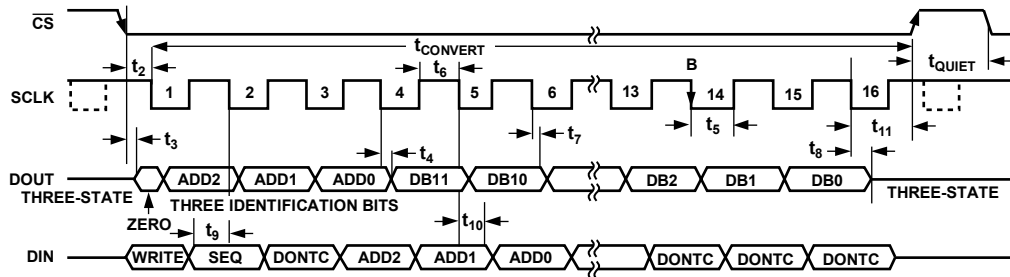 CS
t2
tCONVERT
t6
tQUIET
SCLK
1 2 3 4 5 6 13 B 14 15 16
t3
t4
t7
t5
t8
t11
DOUT
ADD2 ADD1 ADD0 DB11 DB10 DB2 DB1 DB0
THREE-STATE
THREE IDENTIFICATION BITS
THREE-STATE
ZERO
t9
t10
DIN
WRITE SEQ DONTC ADD2 ADD1 ADD0 DONTC DONTC DONTC